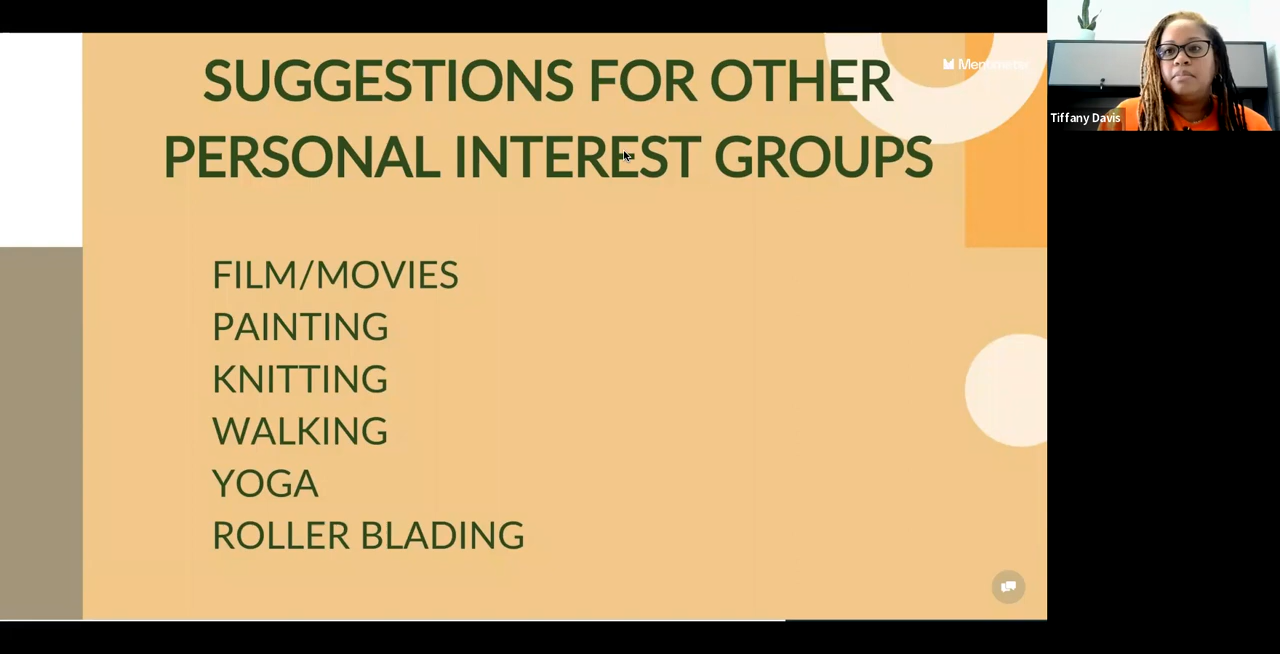 SUGGESTIONS FOR OTHER
PERSONAL INTEREST GROUPS
Mentimeter
Tiffany Davis
FILM/MOVIES
PAINTING
KNITTING
WALKING
YOGA
ROLLER BLADING